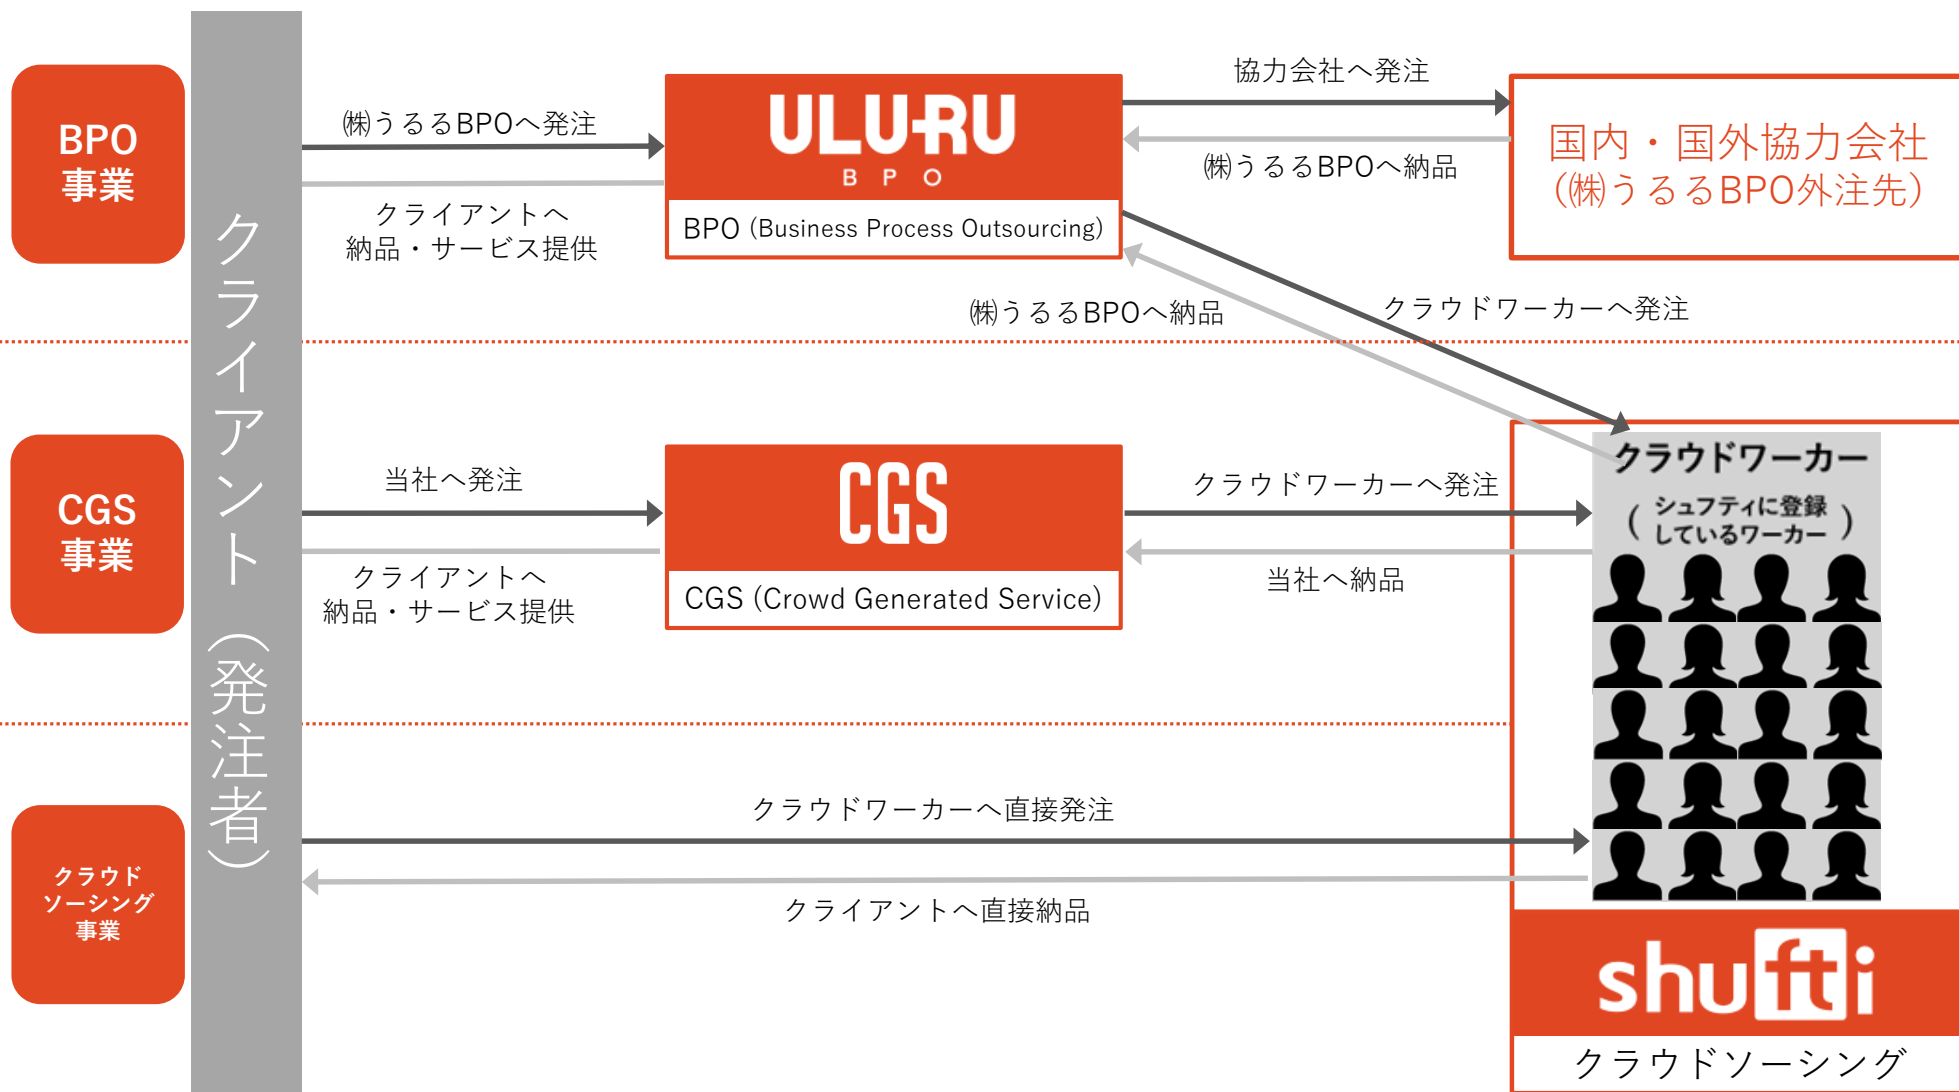 BPO
事業
クライアント（発注者）
㈱うるるBPOへ発注
クライアントへ
納品・サービス提供
ULURU
BPO
BPO (Business Process Outsourcing)
協力会社へ発注
㈱うるるBPOへ納品
国内・国外協力会社
（㈱うるるBPO外注先）
㈱うるるBPOへ納品
クラウドワーカーへ発注
CGS
事業
当社へ発注
クライアントへ
納品・サービス提供
CGS
CGS (Crowd Generated Service)
クラウドワーカーへ発注
当社へ納品
クラウドワーカー
（シュフティに登録
しているワーカー）
クラウド
ソーシング
事業
クラウドワーカーへ直接発注
クライアントへ直接納品
shufti
クラウドソーシング